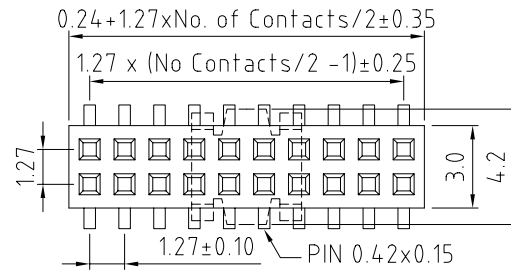 0.24+1.27xNo. of Contacts/2±0.35
1.27 x (No Contacts/2 -1)±0.25
1.27
3.0
4.2
1.27±0.10
PIN 0.42x0.15